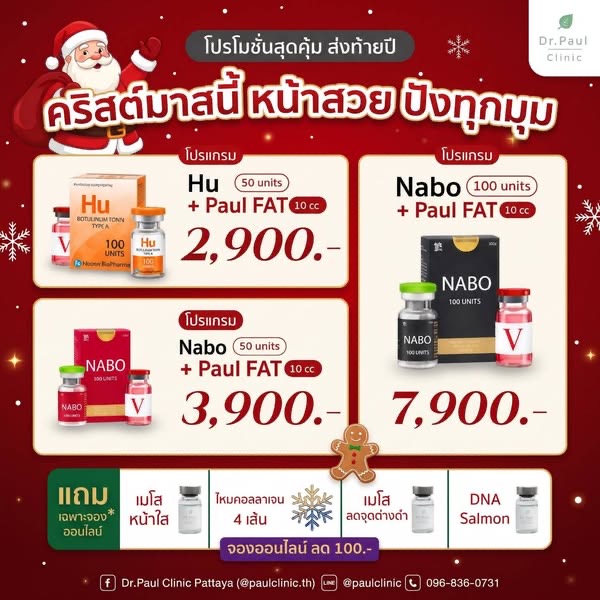 Dr.Paul
Clinic
โปรโมชั่นสุดคุ้ม ส่งท้ายปี
คริสต์มาสนี้ หน้าสวย ปังทุกมุม
โปรแกรม
Hu 50 units
+ Paul FAT 10 cc
2,900.-
Hu
BOTULINUM TOXIN
TYPE A
100
UNITS
Hu
100
V
โปรแกรม
Nabo 100 units
+ Paul FAT 10 cc
NABO
100 UNITS
NABO
V
7,900.-
โปรแกรม
Nabo 50 units
+ Paul FAT 10 cc
3,900.-
NABO
100 UNITS
NABO
V
แถม
เฉพาะจอง*
ออนไลน์
เมโส
หน้าใส
ไหมคอลลาเจน
4 เส้น
เมโส
ลดจุดด่างดำ
DNA
Salmon
จองออนไลน์ ลด 100.-
Dr.Paul Clinic Pattaya (@paulclinic.th) LINE @paulclinic 096-836-0731